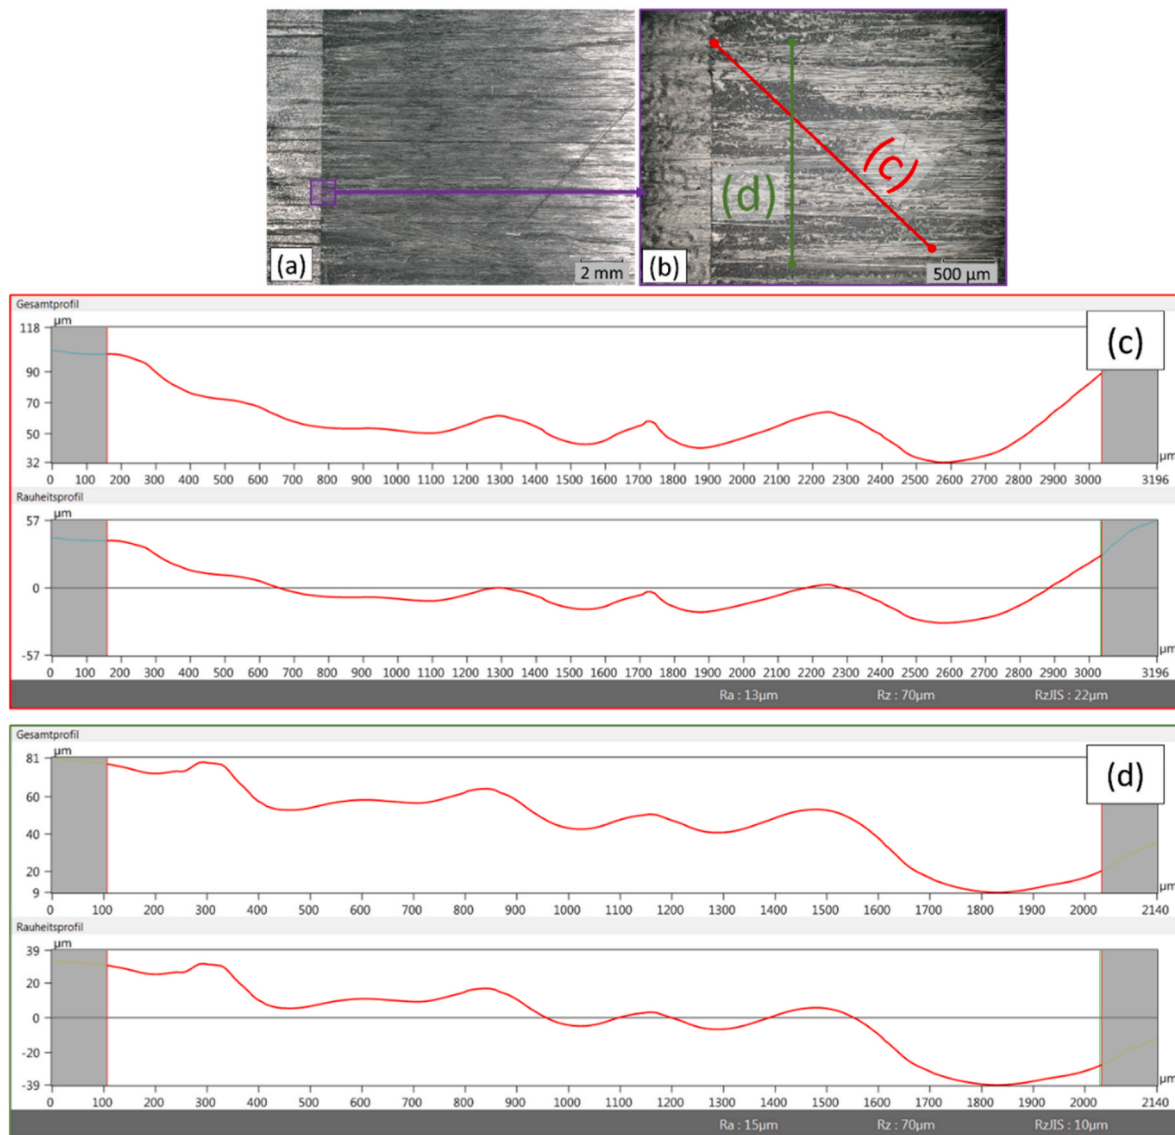 (a)
2 mm
(b)
(c)
(d)
500 µm
Gesamtprofil
(c)
µm
118
90
70
50
32
0 100 200 300 400 500 600 700 800 900 1000 1100 1200 1300 1400 1500 1600 1700 1800 1900 2000 2100 2200 2300 2400 2500 2600 2700 2800 2900 3000 3196
µm
Rauheitsprofil
µm
57
0
-57
0 100 200 300 400 500 600 700 800 900 1000 1100 1200 1300 1400 1500 1600 1700 1800 1900 2000 2100 2200 2300 2400 2500 2600 2700 2800 2900 3000 3196
µm
Ra : 13µm Rz : 70µm RzJIS : 22µm
Gesamtprofil
(d)
µm
81
60
40
20
9
0 100 200 300 400 500 600 700 800 900 1000 1100 1200 1300 1400 1500 1600 1700 1800 1900 2000 2140
µm
Rauheitsprofil
µm
39
20
0
-20
-39
0 100 200 300 400 500 600 700 800 900 1000 1100 1200 1300 1400 1500 1600 1700 1800 1900 2000 2140
µm
Ra : 15µm Rz : 70µm RzJIS : 10µm